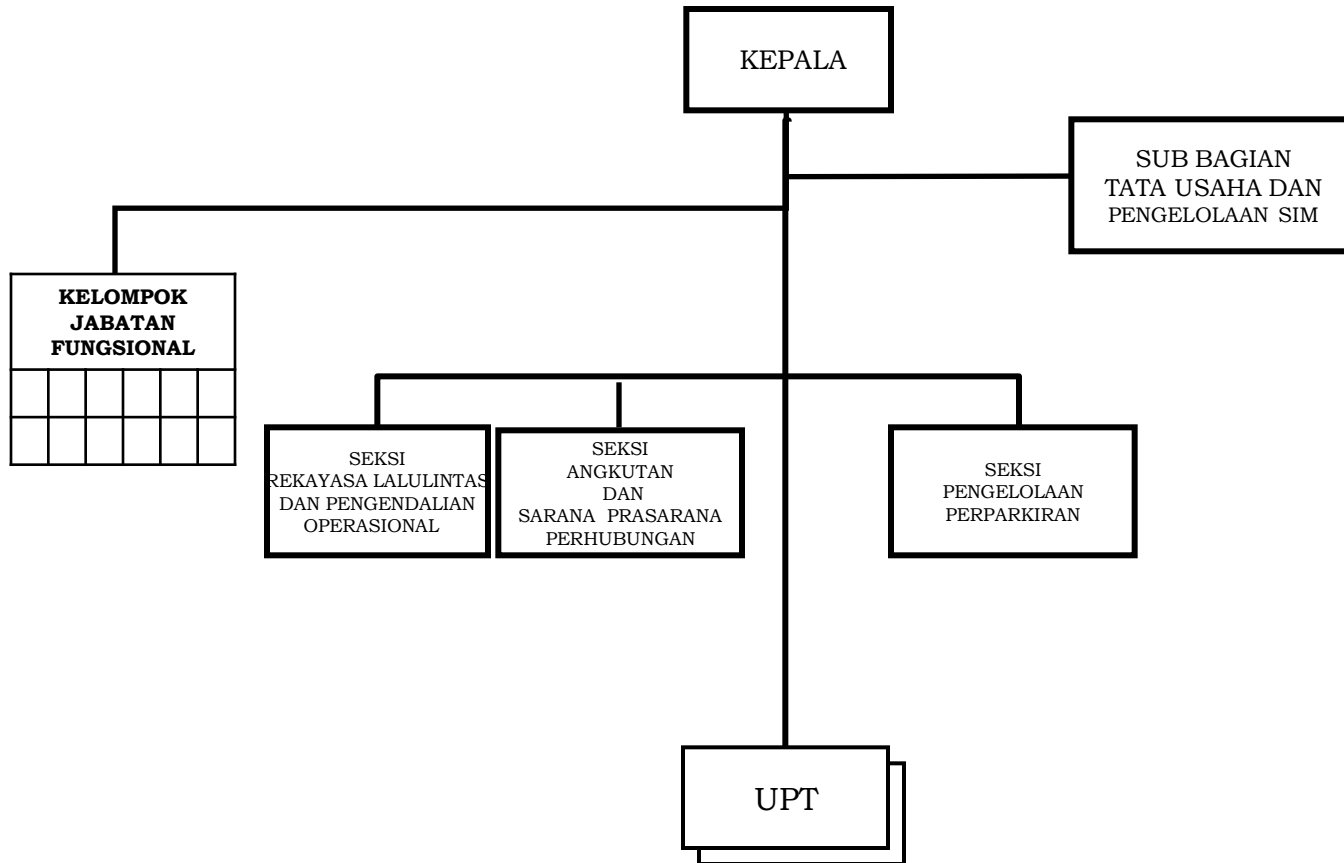 KEPALA
SUB BAGIAN
TATA USAHA DAN
PENGELOLAAN SIM
KELOMPOK
JABATAN
FUNGSIONAL
SEKSI
REKAYASA LALULINTAS
DAN PENGENDALIAN
OPERASIONAL
SEKSI
ANGKUTAN
DAN
SARANA PRASARANA
PERHUBUNGAN
SEKSI
PENGELOLAAN
PERPARKIRAN
UPT